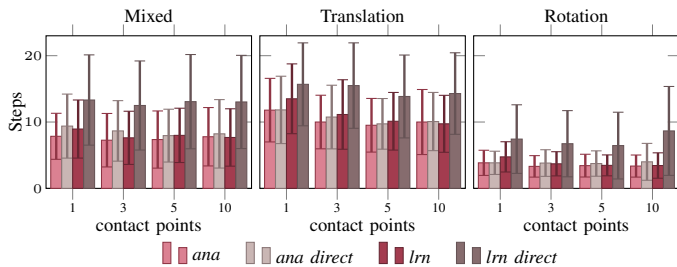 Mixed Translation Rotation
20
10
0
Steps
1 3 5 10 1 3 5 10 1 3 5 10
contact points contact points contact points
ana ana direct lrn lrn direct